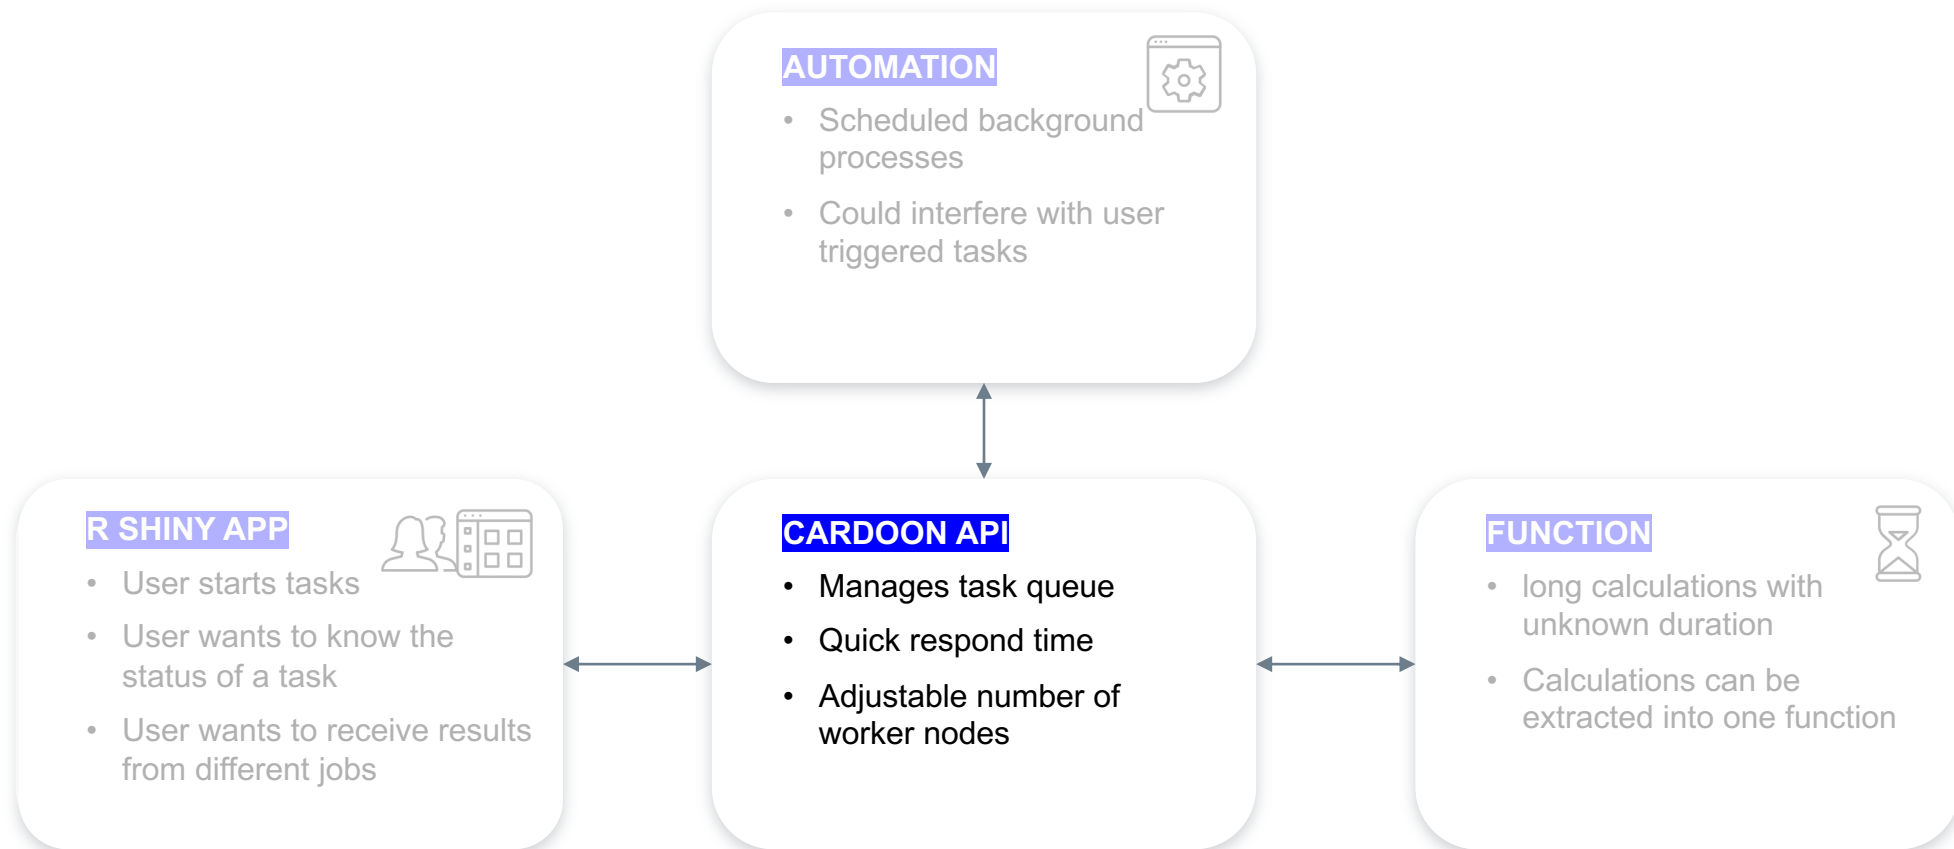 AUTOMATION
• Scheduled background
processes
• Could interfere with user
triggered tasks
R SHINY APP
• User starts tasks
• User wants to know the
status of a task
• User wants to receive results
from different jobs
CARDOON API
• Manages task queue
• Quick respond time
• Adjustable number of
worker nodes
FUNCTION
• long calculations with
unknown duration
• Calculations can be
extracted into one function